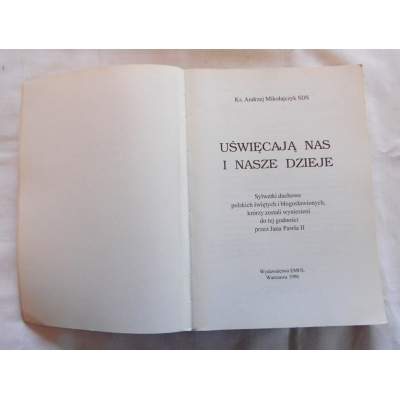 Ks. Andrzej Mikołajczyk SDS
UŚWIĘCAJĄ NAS
I NASZE DZIEJE
Sylwetki duchowe
polskich świętych i błogosławionych,
którzy zostali wyniesieni
do tej godności
przez Jana Pawła II
Wydawnictwo EMOL
Warszawa 1996